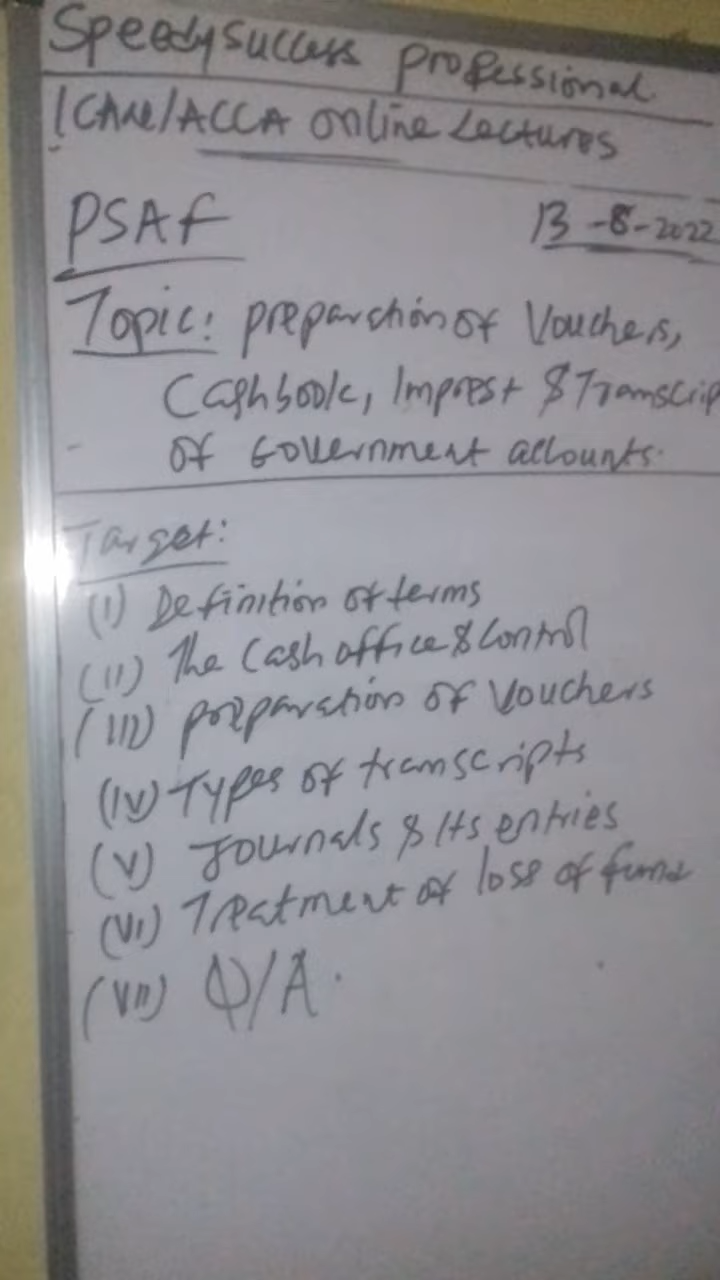 Speedysuccess professional
ICAN/ACCA online Lectures
PSAF
13-8-2022
Topic: preparation of Vouchers,
Cashbook, Imprest & Transcrip
of Government accounts.
Target:
(I) Definition of terms
(II) The Cash office & Control
(III) preparation of Vouchers
(IV) Types of transcripts
(V) Journals & Its entries
(VI) Treatment of loss of fund
(VII) Q/A.